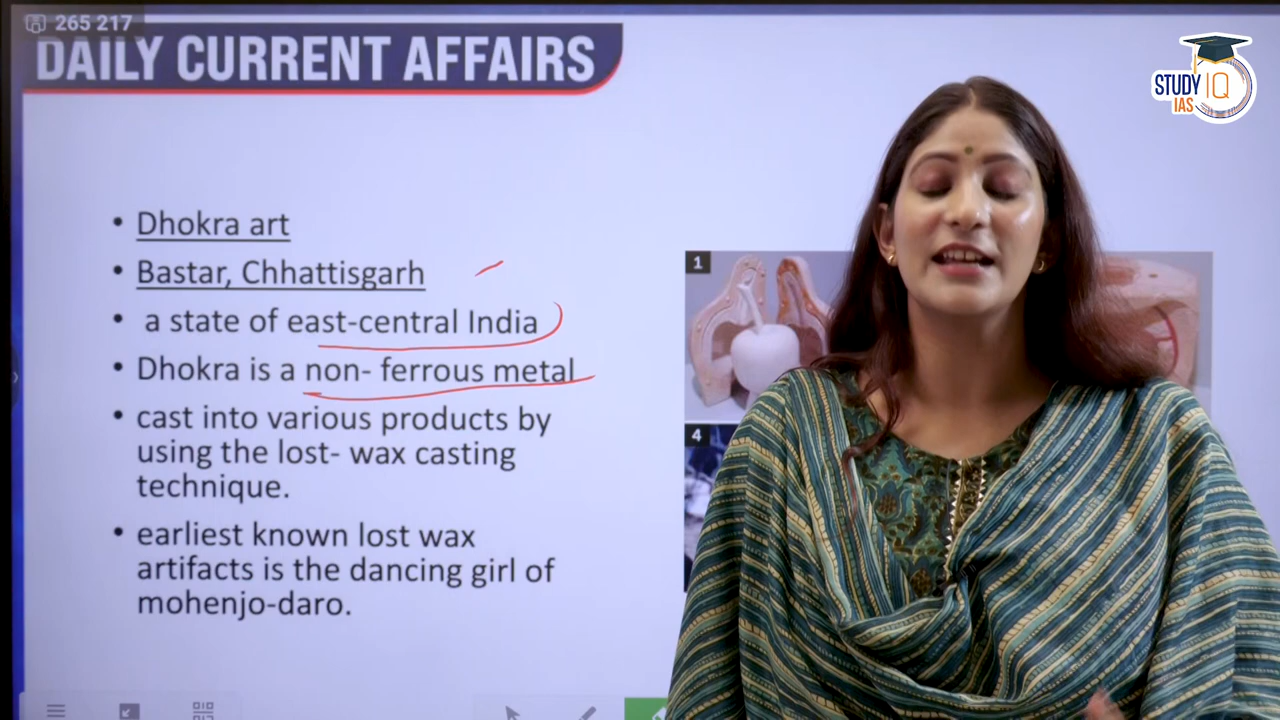 265 217
DAILY CURRENT AFFAIRS
STUDY IQ
IAS
• Dhokra art
• Bastar, Chhattisgarh
• a state of east-central India
• Dhokra is a non- ferrous metal
• cast into various products by
using the lost- wax casting
technique.
• earliest known lost wax
artifacts is the dancing girl of
mohenjo-daro.
1
4